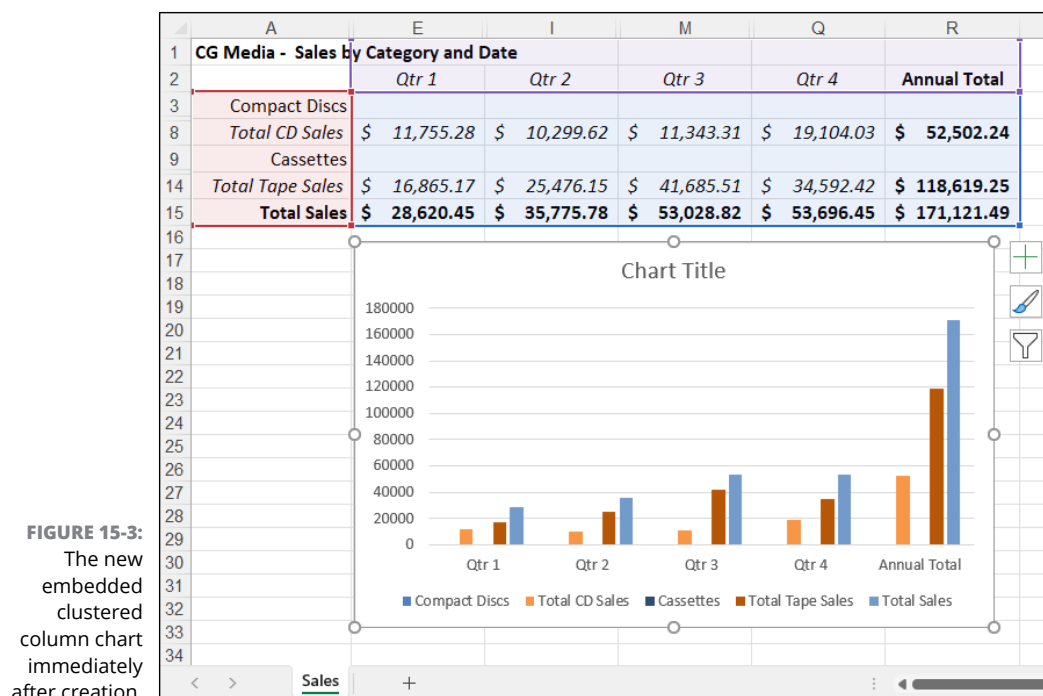 A E I M Q R
1 CG Media - Sales by Category and Date
2 Qtr 1 Qtr 2 Qtr 3 Qtr 4 Annual Total
3 Compact Discs
8 Total CD Sales $ 11,755.28 $ 10,299.62 $ 11,343.31 $ 19,104.03 $ 52,502.24
9 Cassettes
14 Total Tape Sales $ 16,865.17 $ 25,476.15 $ 41,685.51 $ 34,592.42 $ 118,619.25
15 Total Sales $ 28,620.45 $ 35,775.78 $ 53,028.82 $ 53,696.45 $ 171,121.49
16
17
18
19
20
21
22
23
24
25
26
27
28
29
30
31
32
33
34
Chart Title
180000
160000
140000
120000
100000
80000
60000
40000
20000
0
Qtr 1 Qtr 2 Qtr 3 Qtr 4 Annual Total
Compact Discs Total CD Sales Cassettes Total Tape Sales Total Sales
Sales
FIGURE 15-3:
The new
embedded
clustered
column chart
immediately
after creation.